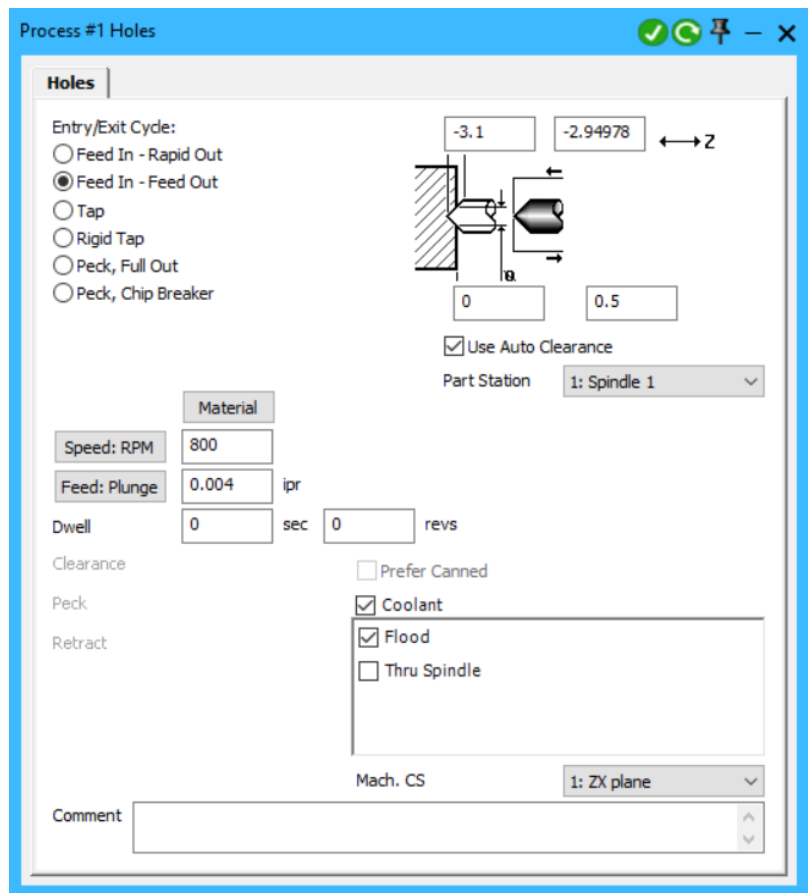 Process #1 Holes
Holes
Entry/Exit Cycle:
-3.1 -2.94978 Z
Feed In - Rapid Out
Feed In - Feed Out
Tap
Rigid Tap
Peck, Full Out
Peck, Chip Breaker
0 0.5
Use Auto Clearance
Part Station 1: Spindle 1
Material
Speed: RPM 800
Feed: Plunge 0.004 ipr
Dwell 0 sec 0 revs
Clearance
Prefer Canned
Peck
Coolant
Retract
Flood
Thru Spindle
Mach. CS 1: ZX plane
Comment